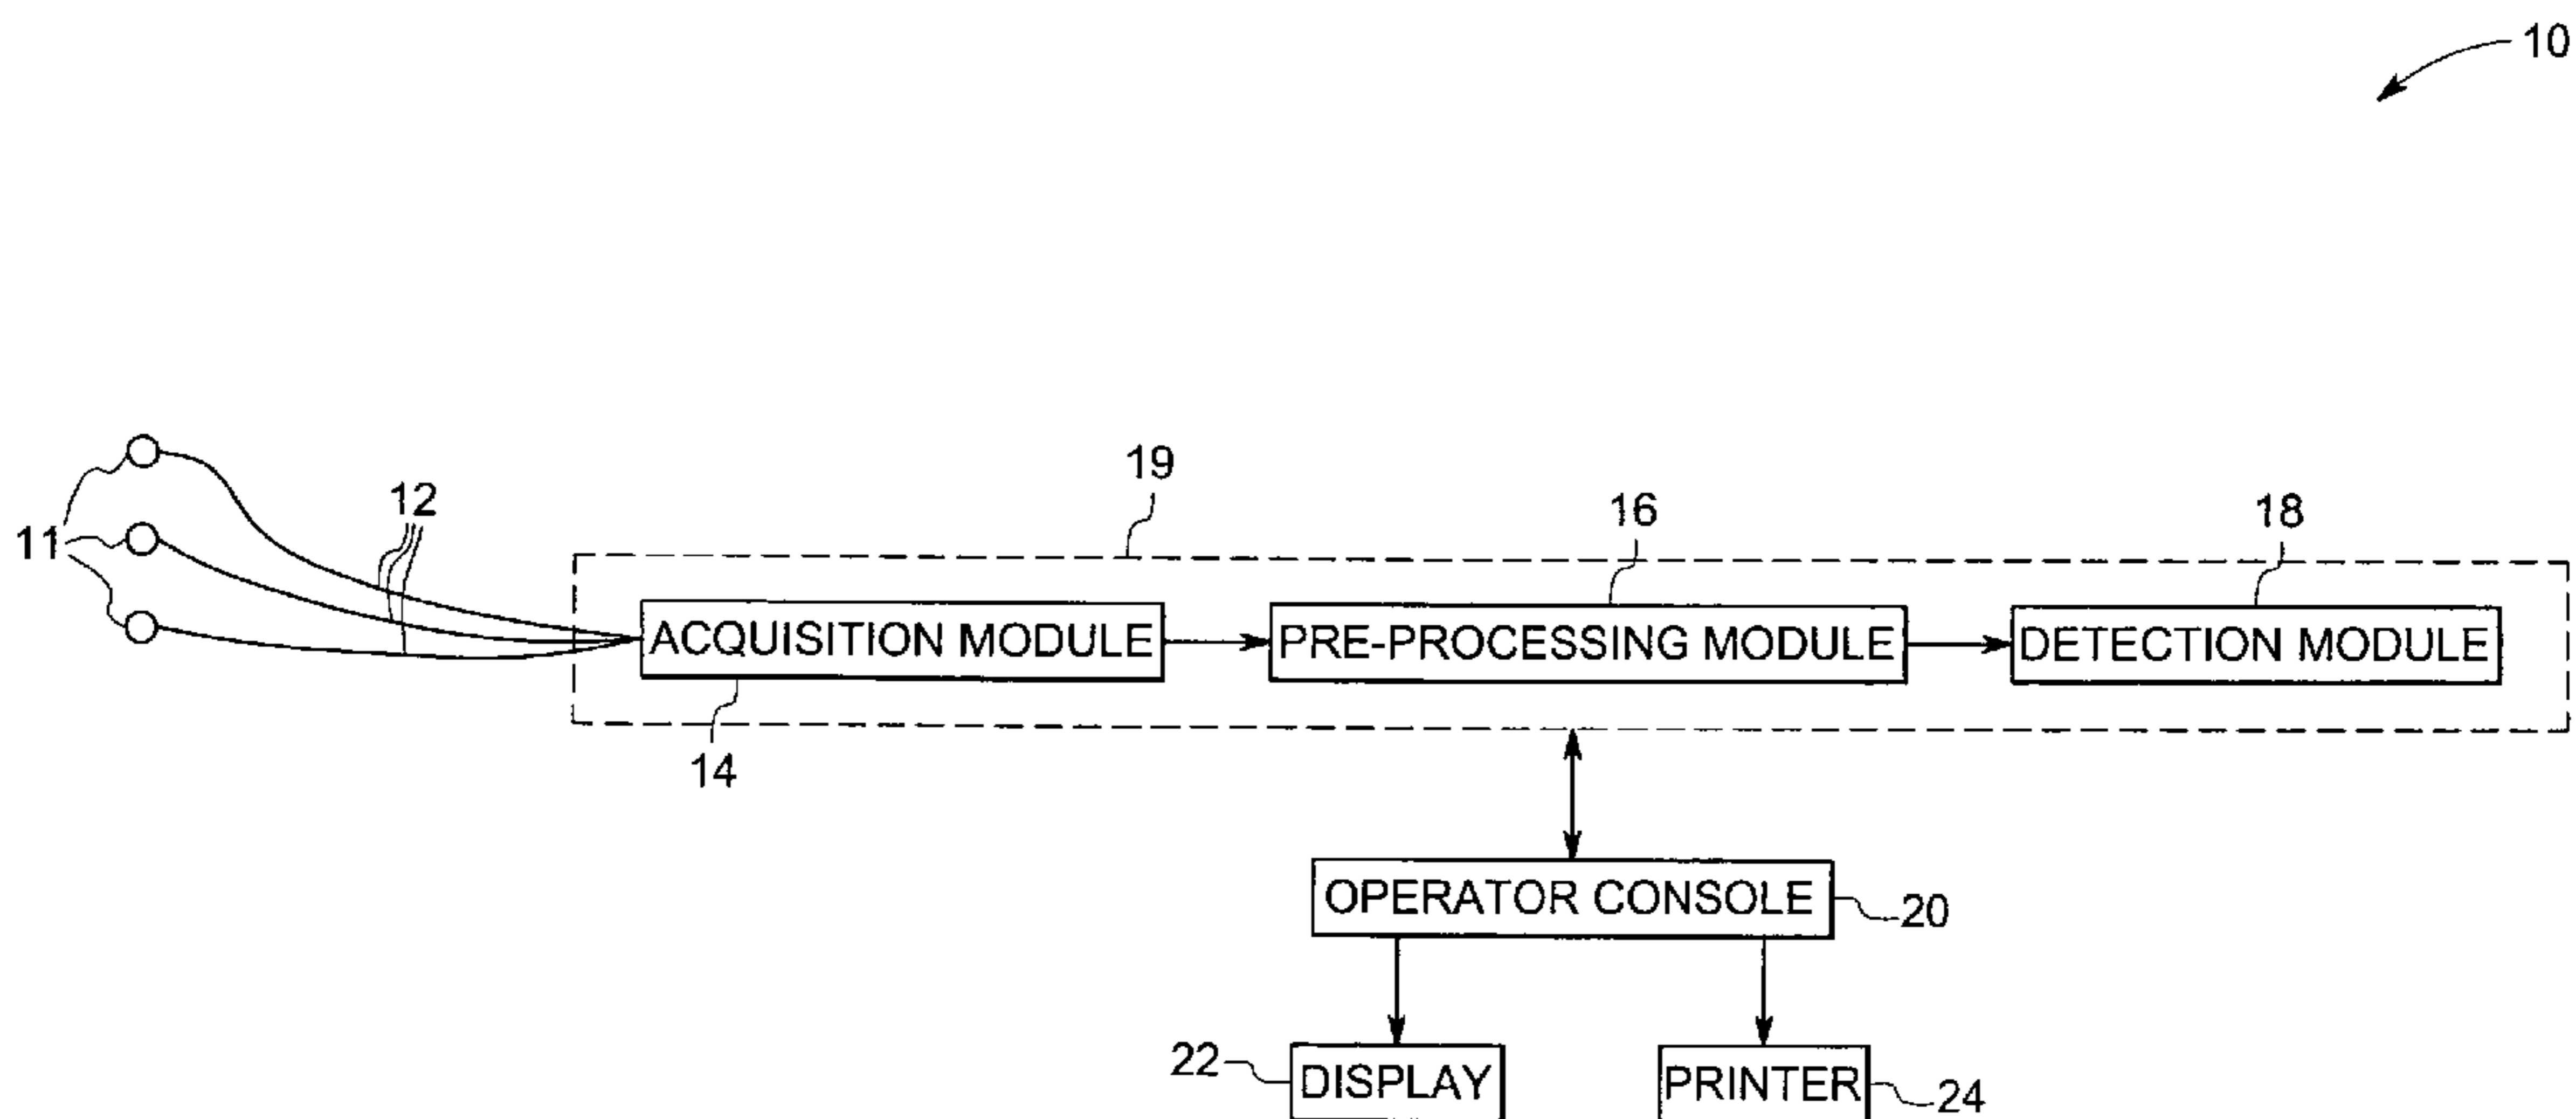 10
19
12
16
18
11
ACQUISITION MODULE
PRE-PROCESSING MODULE
DETECTION MODULE
14
OPERATOR CONSOLE
20
22
DISPLAY
PRINTER
24